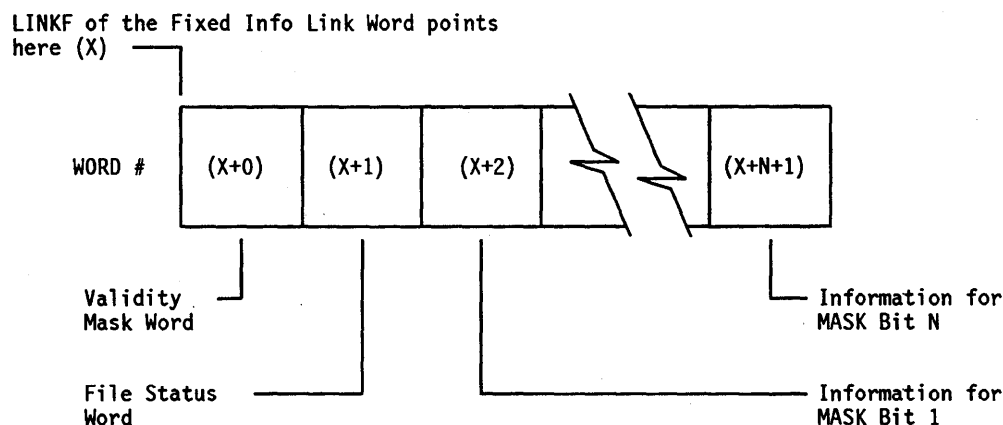 LINKF of the Fixed Info Link Word points
here (X)
WORD # (X+0) (X+1) (X+2) (X+N+1)
Validity
Mask Word
Information for
MASK Bit N
File Status
Word
Information for
MASK Bit 1